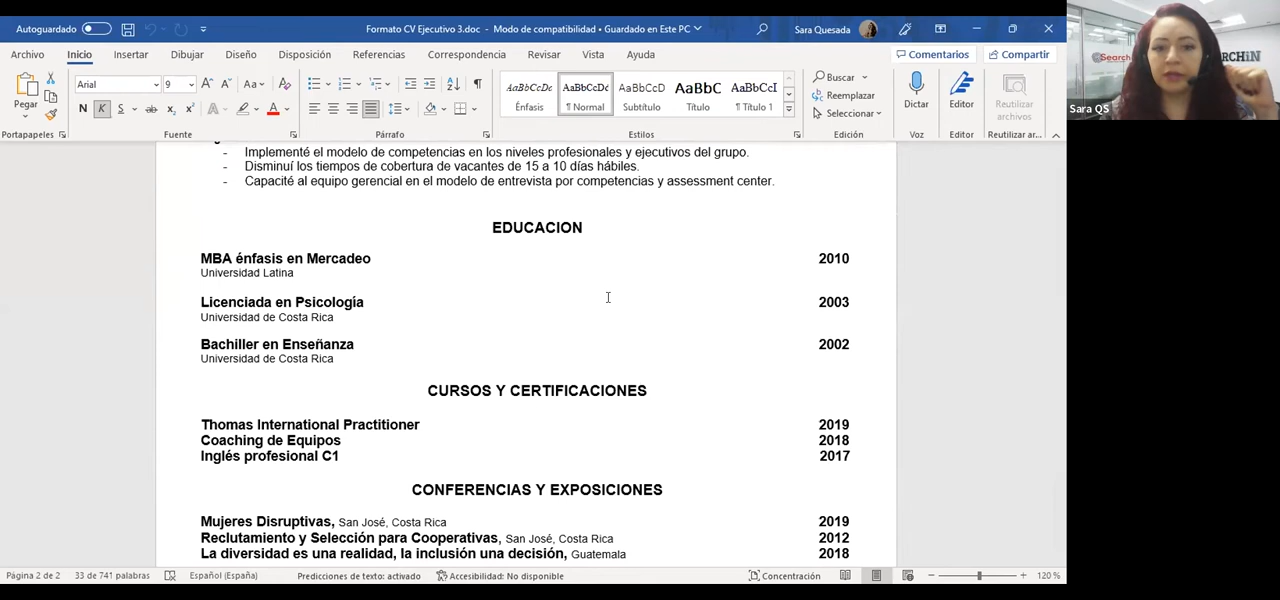 Autoguardado
Formato CV Ejecutivo 3.doc - Modo de compatibilidad • Guardado en Este PC
Sara Quesada
Archivo Inicio Insertar Dibujar Diseño Disposición Referencias Correspondencia Revisar Vista Ayuda
Comentarios Compartir
Pegar
Portapapeles
Arial 9
Aa
N K S ab x₂ x² A A
Fuente
Párrafo
AaBbCcDc AaBbCcDc AaBbCcD AaBbC AaBbCcI
Énfasis ¶ Normal Subtítulo Título ¶ Título 1
Estilos
Buscar
Reemplazar
Seleccionar
Edición
Dictar
Voz
Editor
Editor
Reutilizar archivos
Reutilizar ar...
- Implementé el modelo de competencias en los niveles profesionales y ejecutivos del grupo.
- Disminuí los tiempos de cobertura de vacantes de 15 a 10 días hábiles.
- Capacité al equipo gerencial en el modelo de entrevista por competencias y assessment center.
EDUCACION
MBA énfasis en Mercadeo 2010
Universidad Latina
Licenciada en Psicología 2003
Universidad de Costa Rica
Bachiller en Enseñanza 2002
Universidad de Costa Rica
CURSOS Y CERTIFICACIONES
Thomas International Practitioner 2019
Coaching de Equipos 2018
Inglés profesional C1 2017
CONFERENCIAS Y EXPOSICIONES
Mujeres Disruptivas, San José, Costa Rica 2019
Reclutamiento y Selección para Cooperativas, San José, Costa Rica 2012
La diversidad es una realidad, la inclusión una decisión, Guatemala 2018
Página 2 de 2 33 de 741 palabras Español (España) Predicciones de texto: activado Accesibilidad: No disponible Concentración 120 %
Search
RCHiN
Sara QS